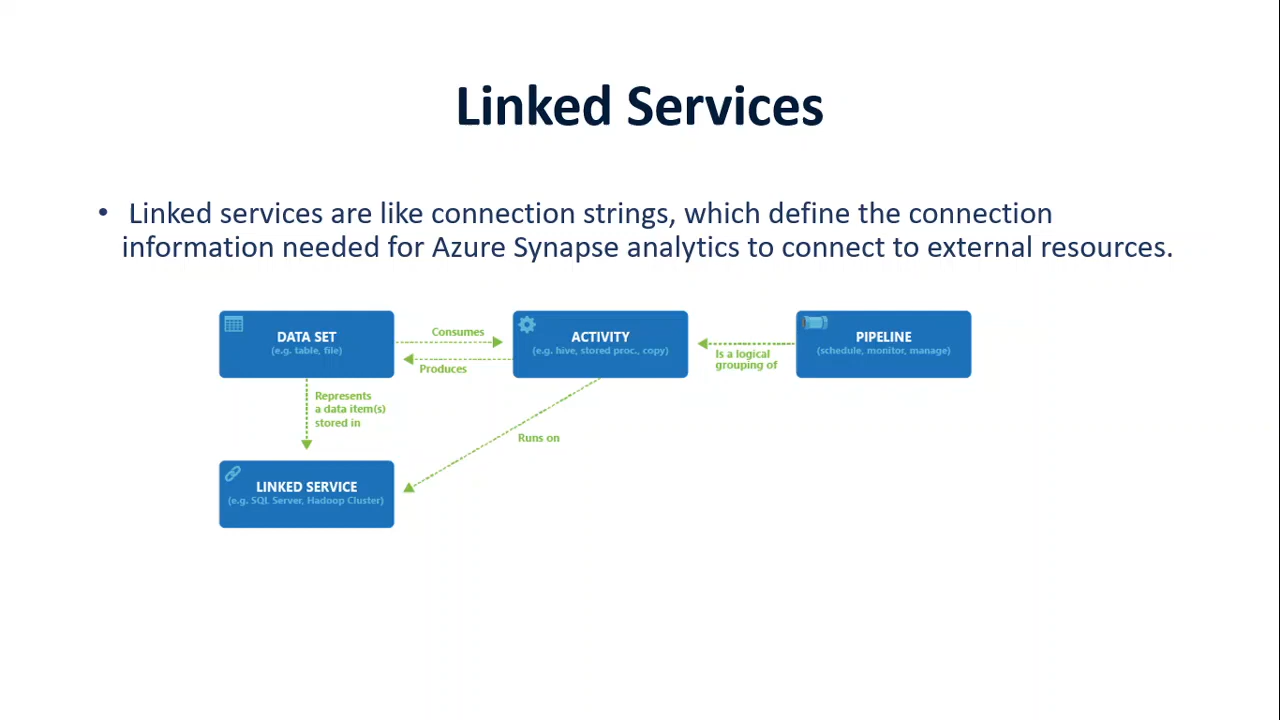 Linked Services
• Linked services are like connection strings, which define the connection
information needed for Azure Synapse analytics to connect to external resources.
DATA SET
(e.g. table, file)
Consumes
Produces
ACTIVITY
(e.g. hive, stored proc., copy)
Is a logical
grouping of
PIPELINE
(schedule, monitor, manage)
Represents
a data item(s)
stored in
Runs on
LINKED SERVICE
(e.g. SQL Server, Hadoop Cluster)